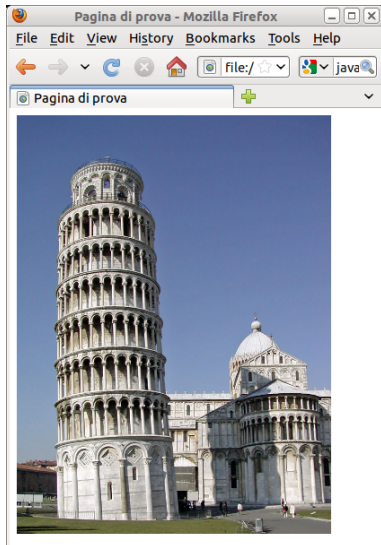 Pagina di prova - Mozilla Firefox
File Edit View History Bookmarks Tools Help
file:/ java
Pagina di prova